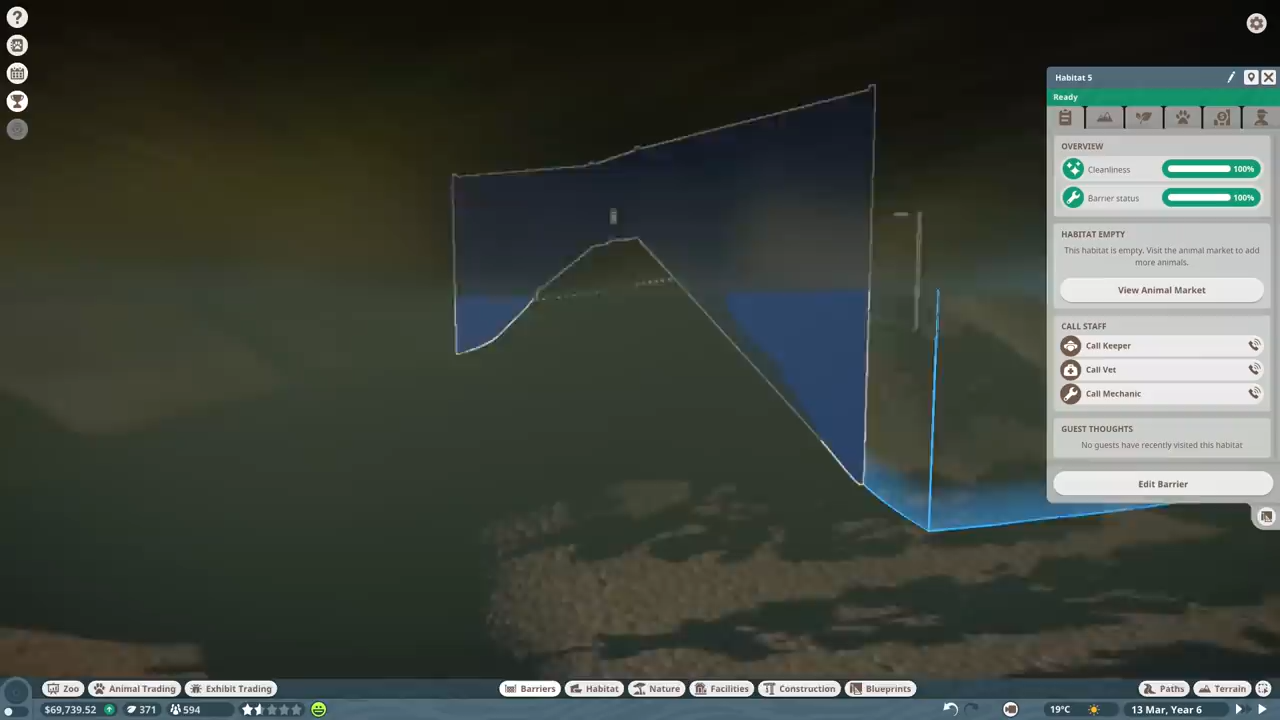 ?
Habitat 5
Ready
OVERVIEW
Cleanliness 100%
Barrier status 100%
HABITAT EMPTY
This habitat is empty. Visit the animal market to add
more animals.
View Animal Market
CALL STAFF
Call Keeper
Call Vet
Call Mechanic
GUEST THOUGHTS
No guests have recently visited this habitat
Edit Barrier
Zoo Animal Trading Exhibit Trading Barriers Habitat Nature Facilities Construction Blueprints Paths Terrain
$69,739.52 371 594 19°C 13 Mar, Year 6